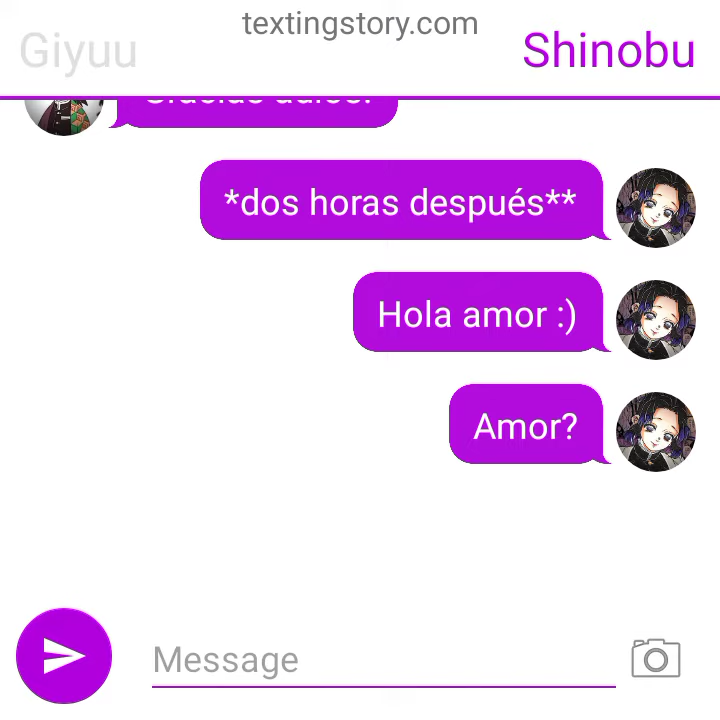 textingstory.com
Giyuu
Shinobu
*dos horas después**
Hola amor :)
Amor?
Message